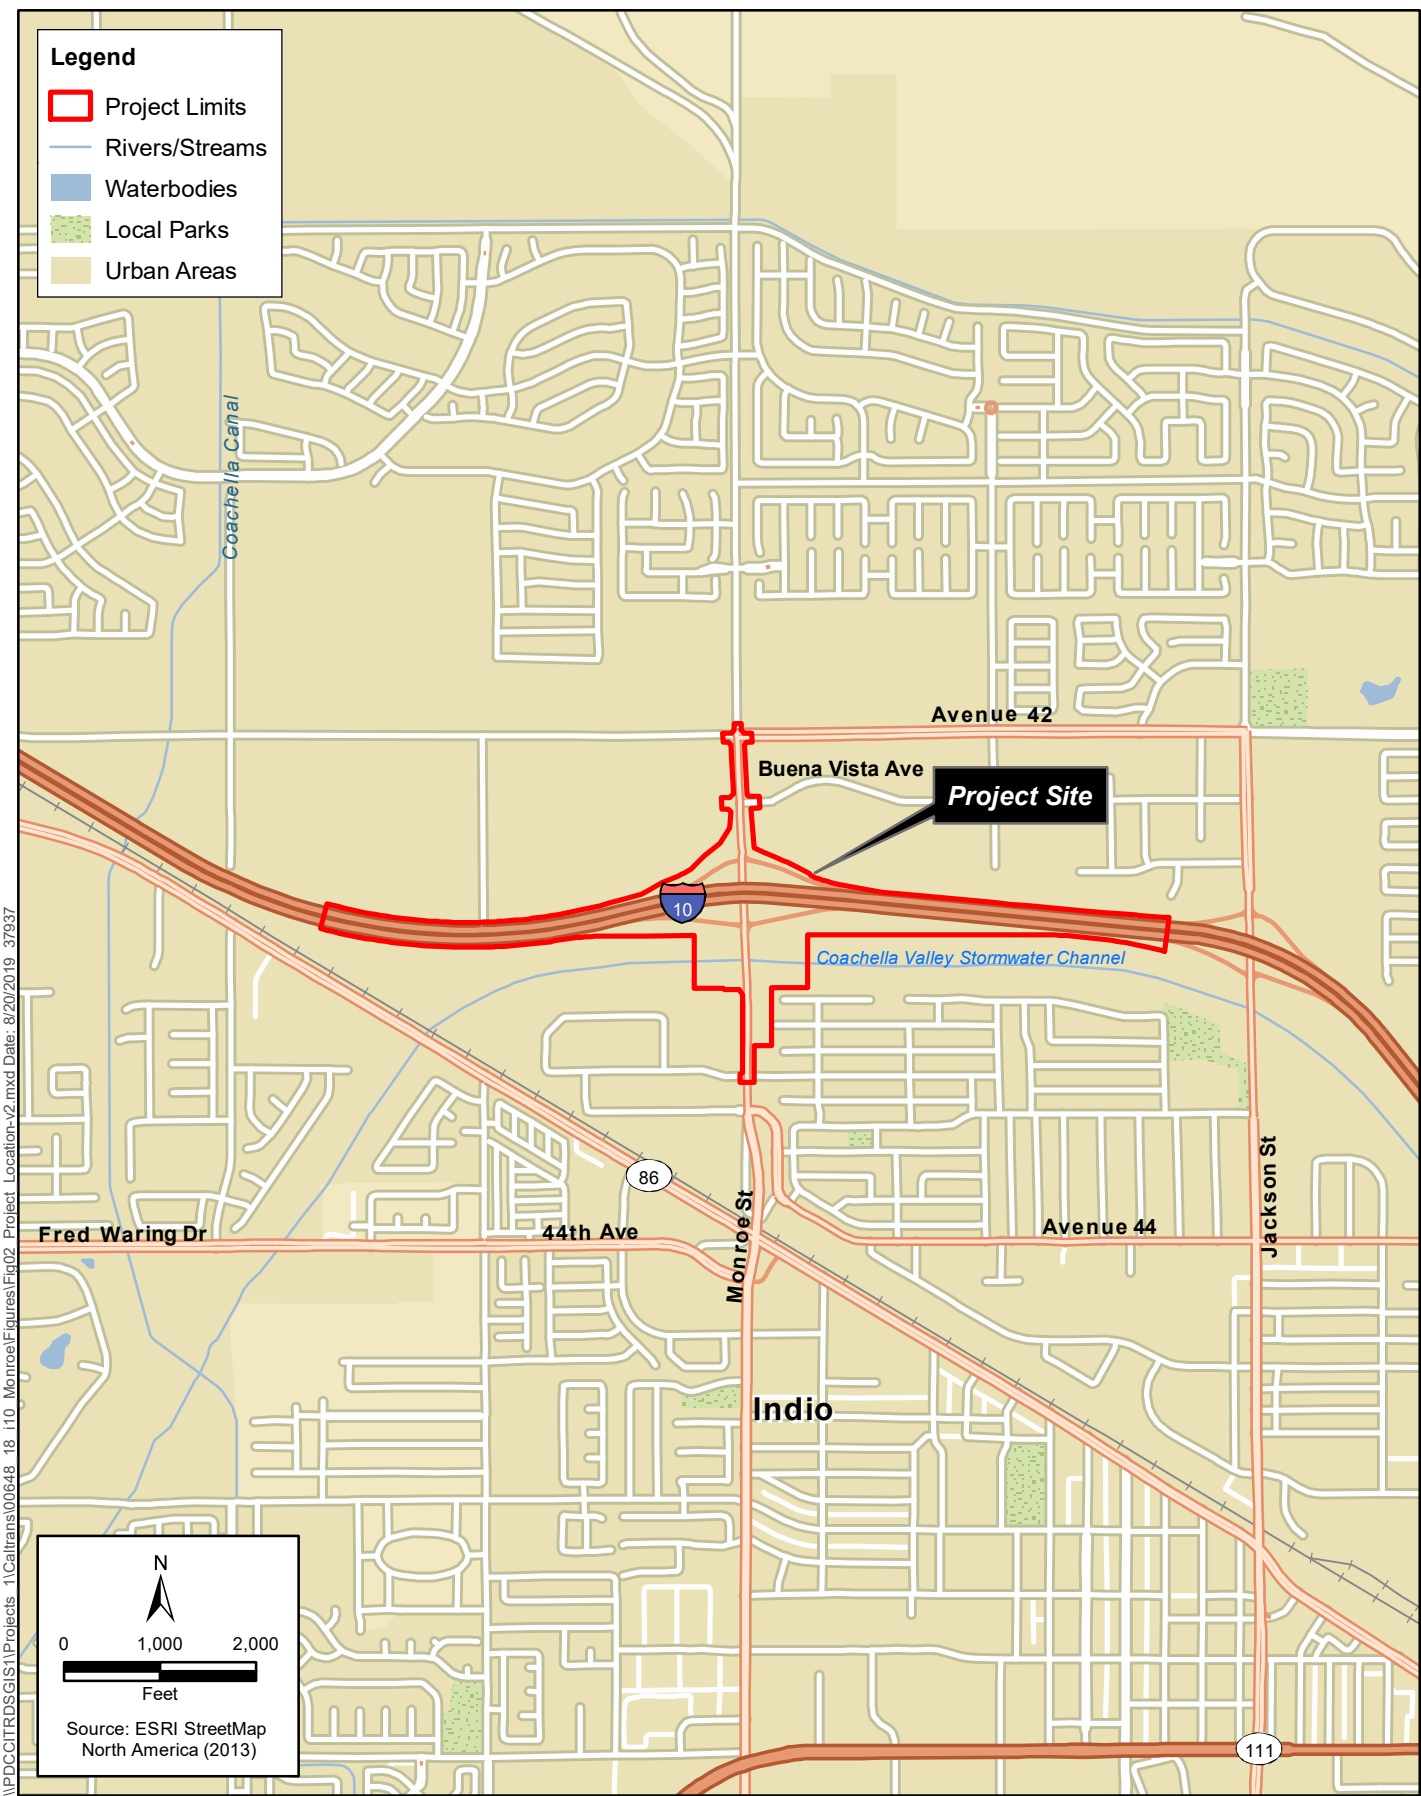 Legend
Project Limits
Rivers/Streams
Waterbodies
Local Parks
Urban Areas
Coachella Canal
Avenue 42
Buena Vista Ave
Project Site
10
Coachella Valley Stormwater Channel
86
Fred Waring Dr
44th Ave
Monroe St
Avenue 44
Jackson St
Indio
111
N
0 1,000 2,000
Feet
Source: ESRI StreetMap
North America (2013)
\\PDCCITRDSGIS1\Projects_1\Caltrans\00648_18_i10_Monroe\Figures\Fig02_Project_Location-v2.mxd Date: 8/20/2019 37937